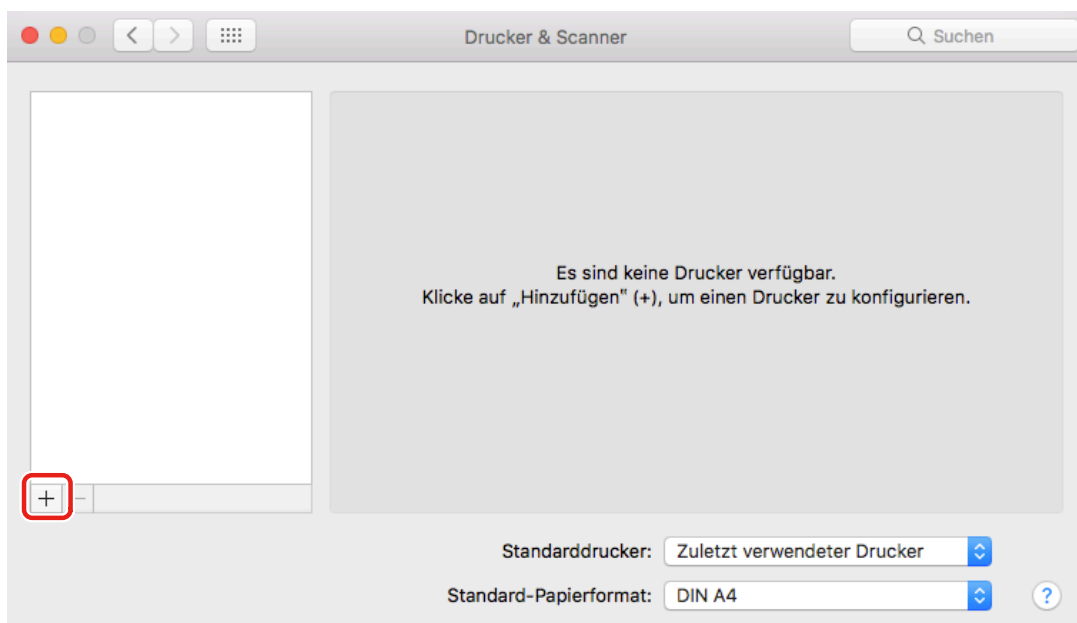 Drucker & Scanner
Suchen
Es sind keine Drucker verfügbar.
Klicke auf „Hinzufügen" (+), um einen Drucker zu konfigurieren.
+ −
Standarddrucker: Zuletzt verwendeter Drucker
Standard-Papierformat: DIN A4
?